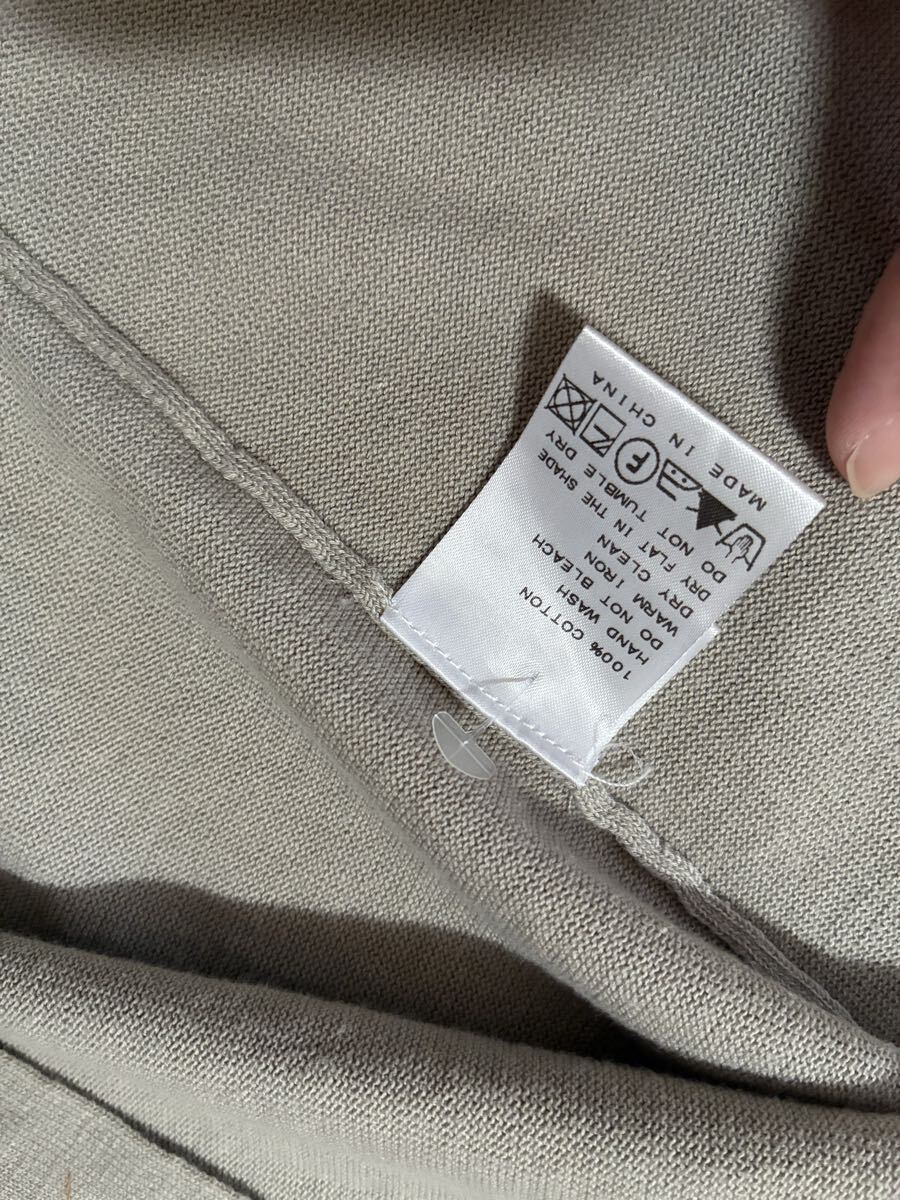 100% COTTON
HAND WASH
DO NOT BLEACH
WARM IRON
DRY CLEAN
DRY FLAT IN THE SHADE
DO NOT TUMBLE DRY
F
MADE IN CHINA